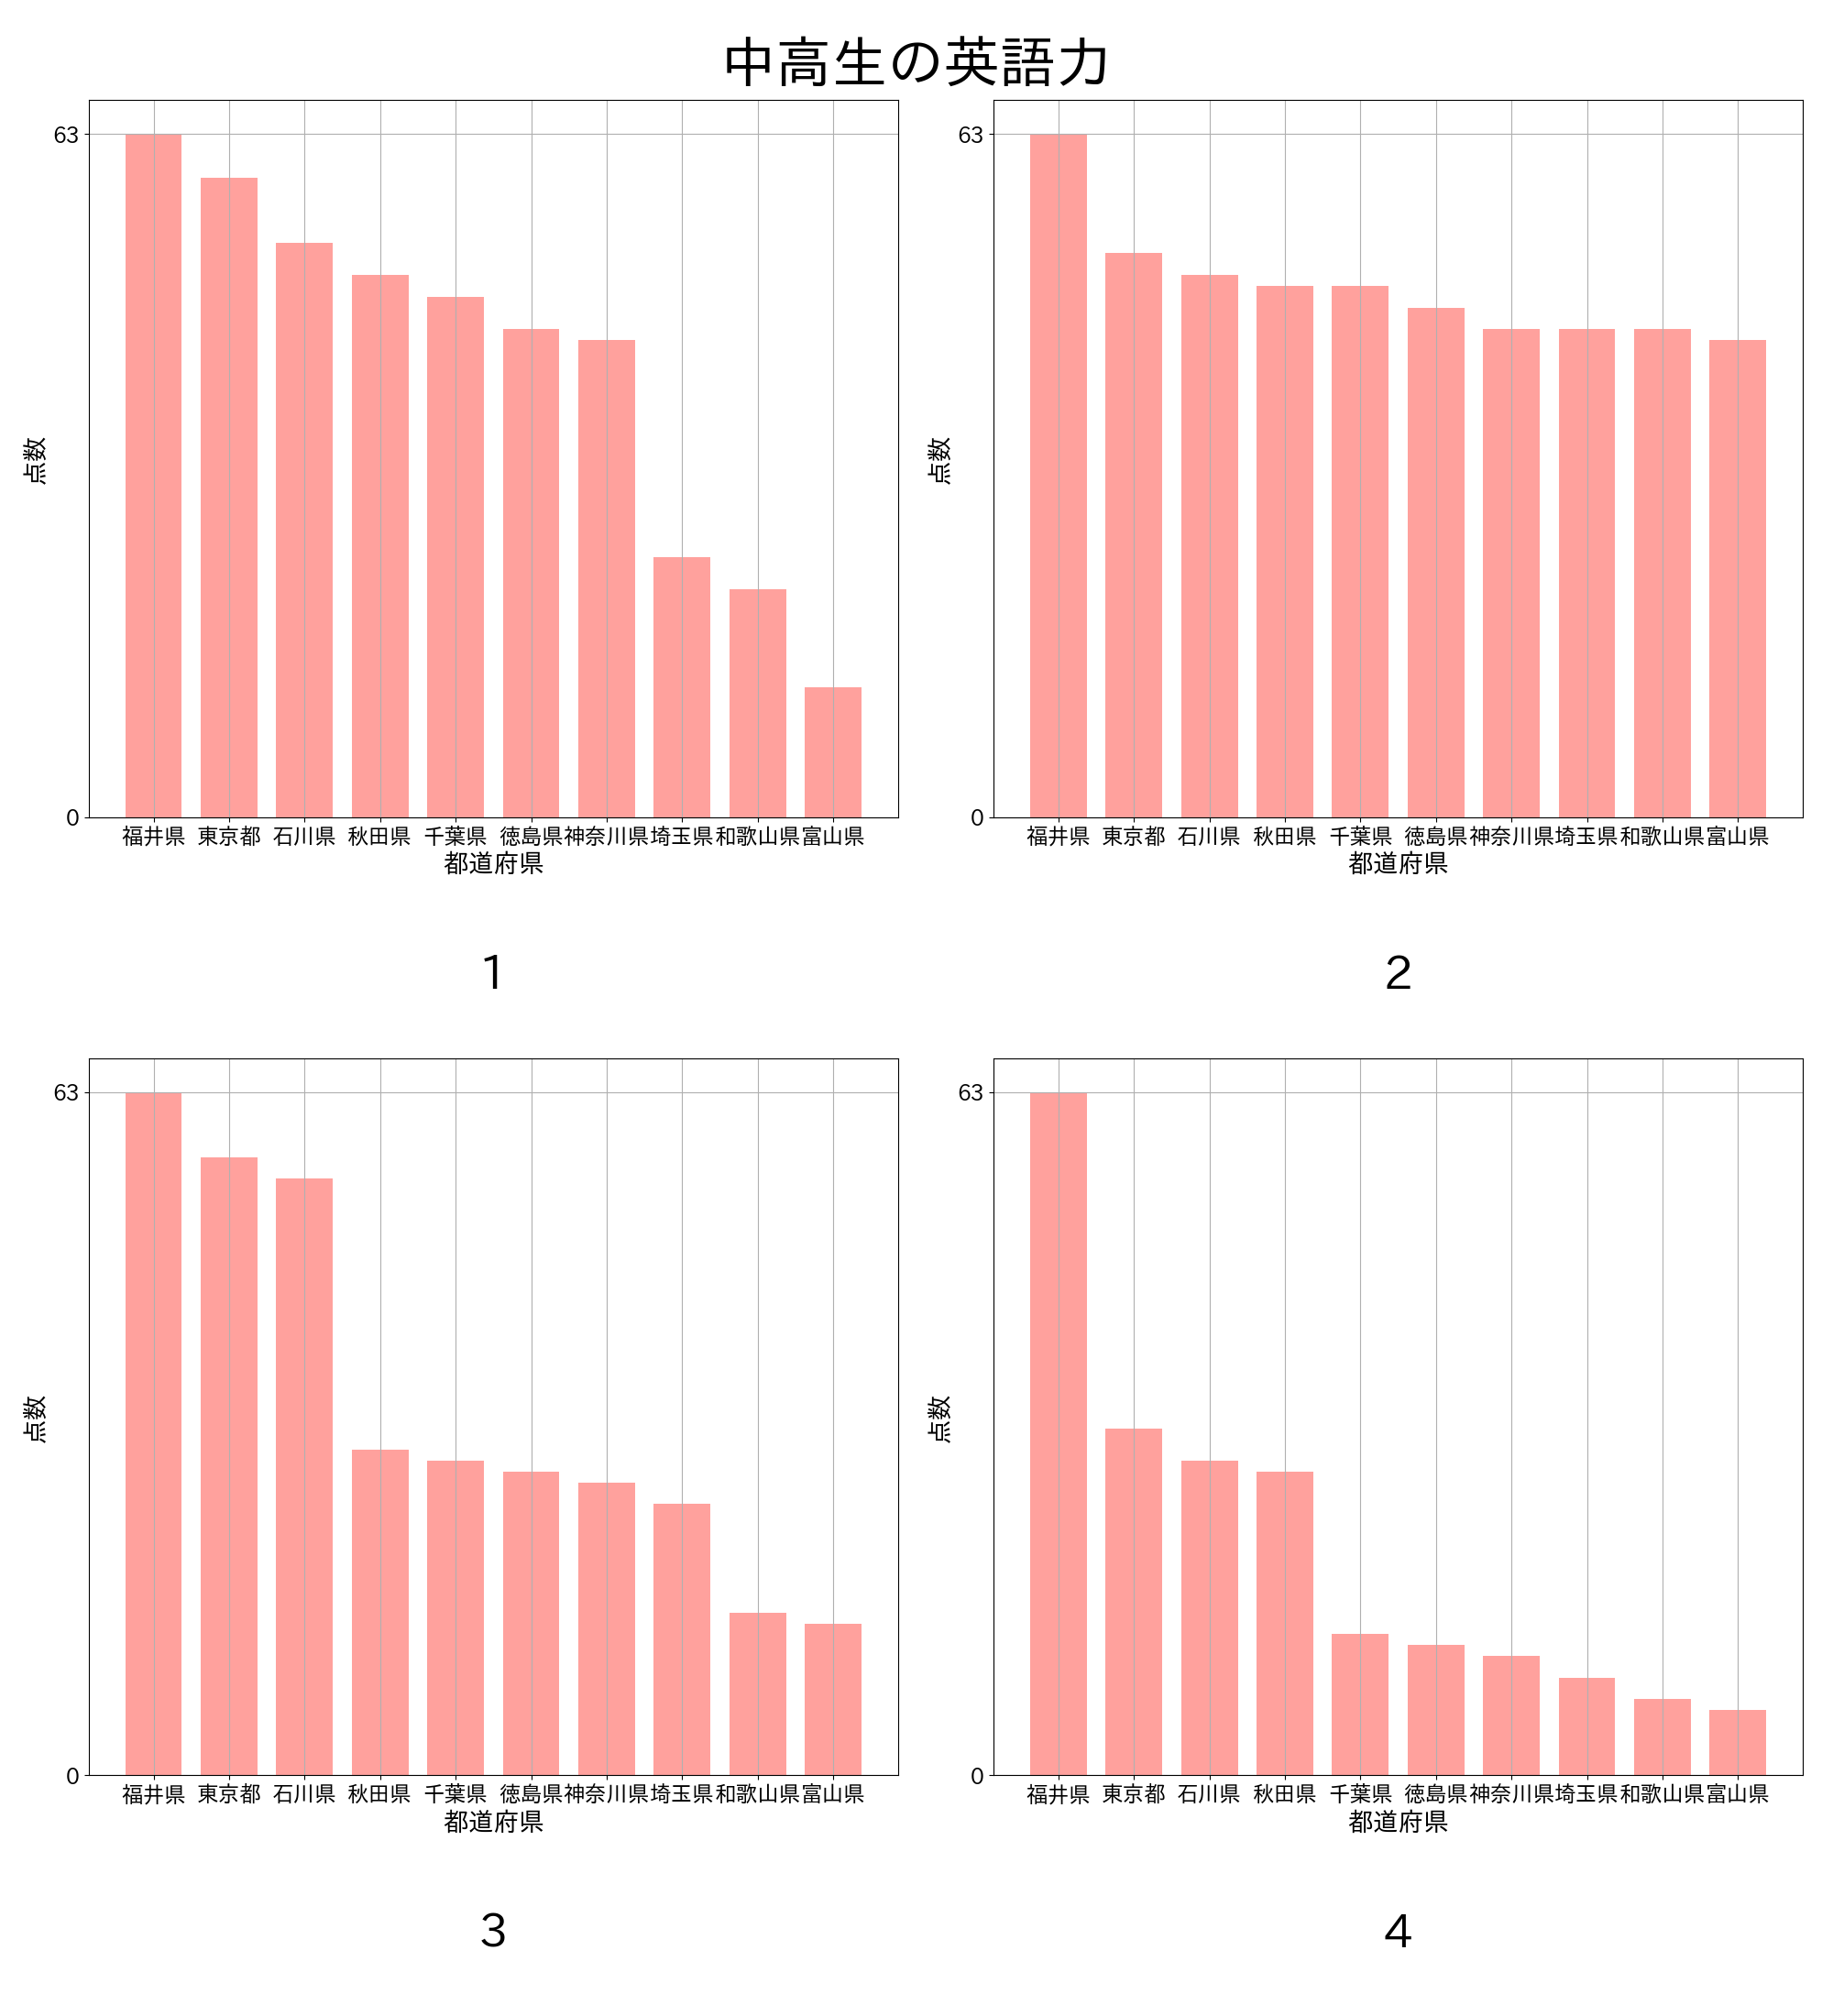 中高生の英語力
63
0
点数
福井県 東京都 石川県 秋田県 千葉県 徳島県 神奈川県 埼玉県 和歌山県 富山県
都道府県
1
63
0
点数
福井県 東京都 石川県 秋田県 千葉県 徳島県 神奈川県 埼玉県 和歌山県 富山県
都道府県
2
63
0
点数
福井県 東京都 石川県 秋田県 千葉県 徳島県 神奈川県 埼玉県 和歌山県 富山県
都道府県
3
63
0
点数
福井県 東京都 石川県 秋田県 千葉県 徳島県 神奈川県 埼玉県 和歌山県 富山県
都道府県
4